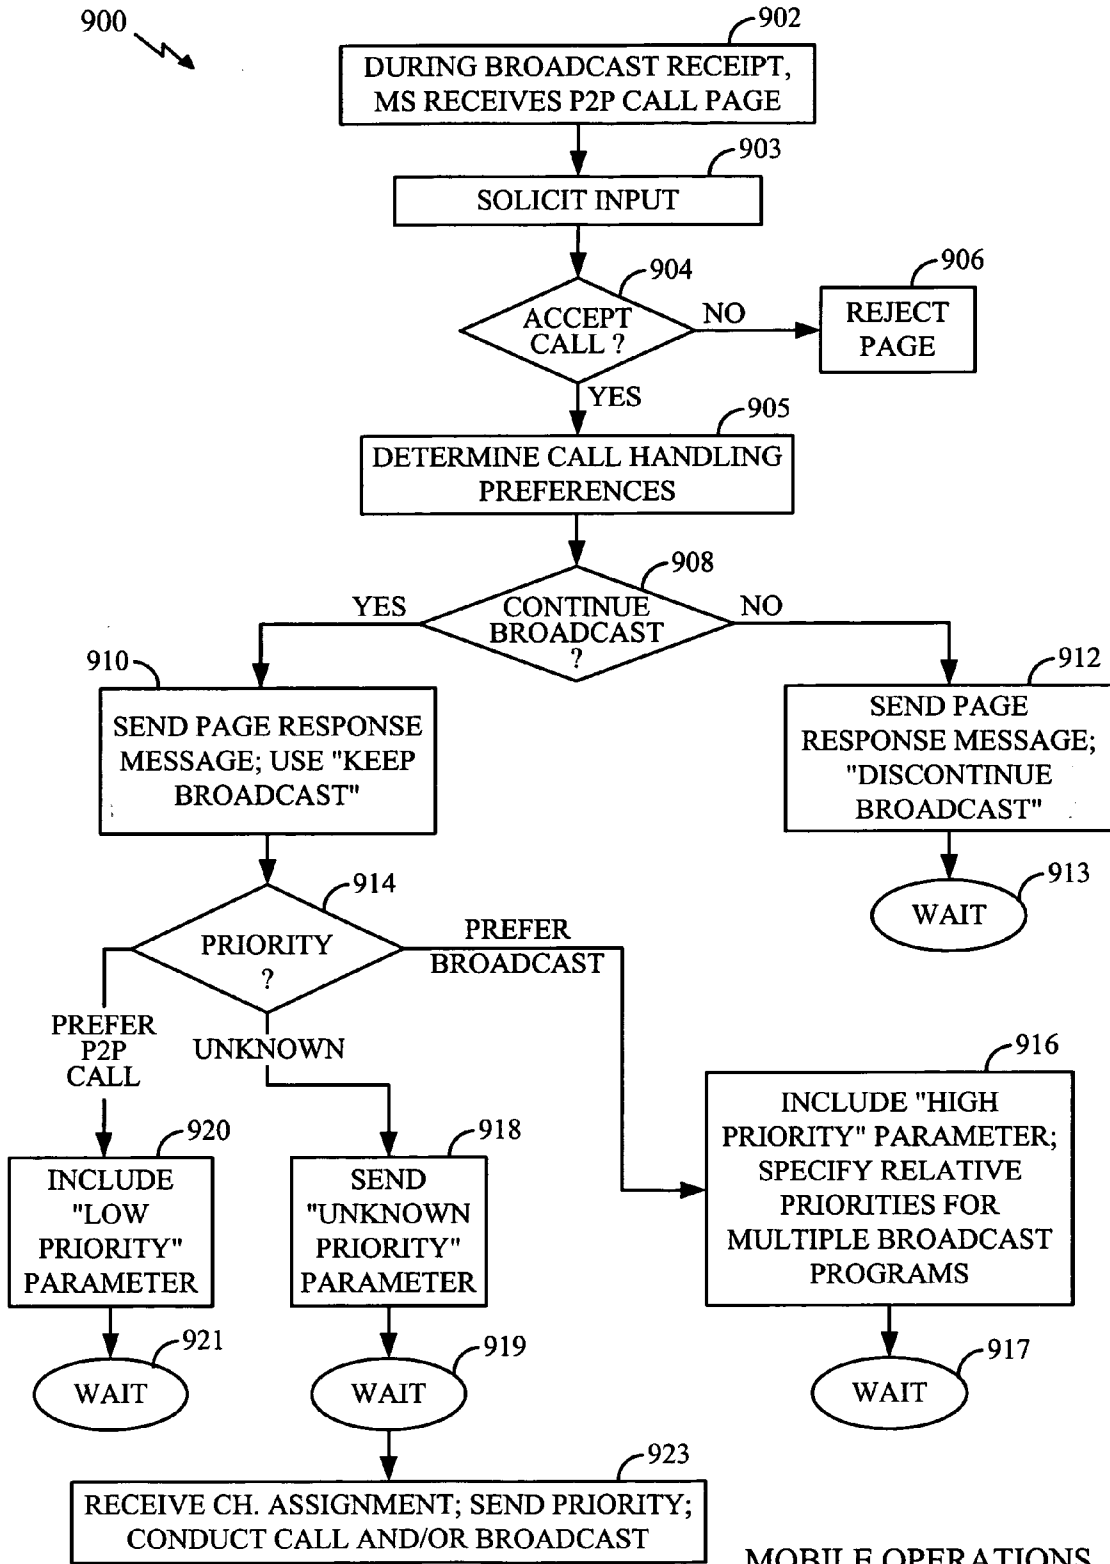 900
902
DURING BROADCAST RECEIPT,
MS RECEIVES P2P CALL PAGE
903
SOLICIT INPUT
904
ACCEPT
CALL ?
NO
906
REJECT
PAGE
YES
905
DETERMINE CALL HANDLING
PREFERENCES
908
CONTINUE
BROADCAST
?
YES
NO
910
SEND PAGE RESPONSE
MESSAGE; USE "KEEP
BROADCAST"
912
SEND PAGE
RESPONSE MESSAGE;
"DISCONTINUE
BROADCAST"
913
WAIT
914
PRIORITY
?
PREFER
BROADCAST
PREFER
P2P
CALL
UNKNOWN
916
INCLUDE "HIGH
PRIORITY" PARAMETER;
SPECIFY RELATIVE
PRIORITIES FOR
MULTIPLE BROADCAST
PROGRAMS
920
INCLUDE
"LOW
PRIORITY"
PARAMETER
918
SEND
"UNKNOWN
PRIORITY"
PARAMETER
921
WAIT
919
WAIT
917
WAIT
923
RECEIVE CH. ASSIGNMENT; SEND PRIORITY;
CONDUCT CALL AND/OR BROADCAST
MOBILE OPERATIONS